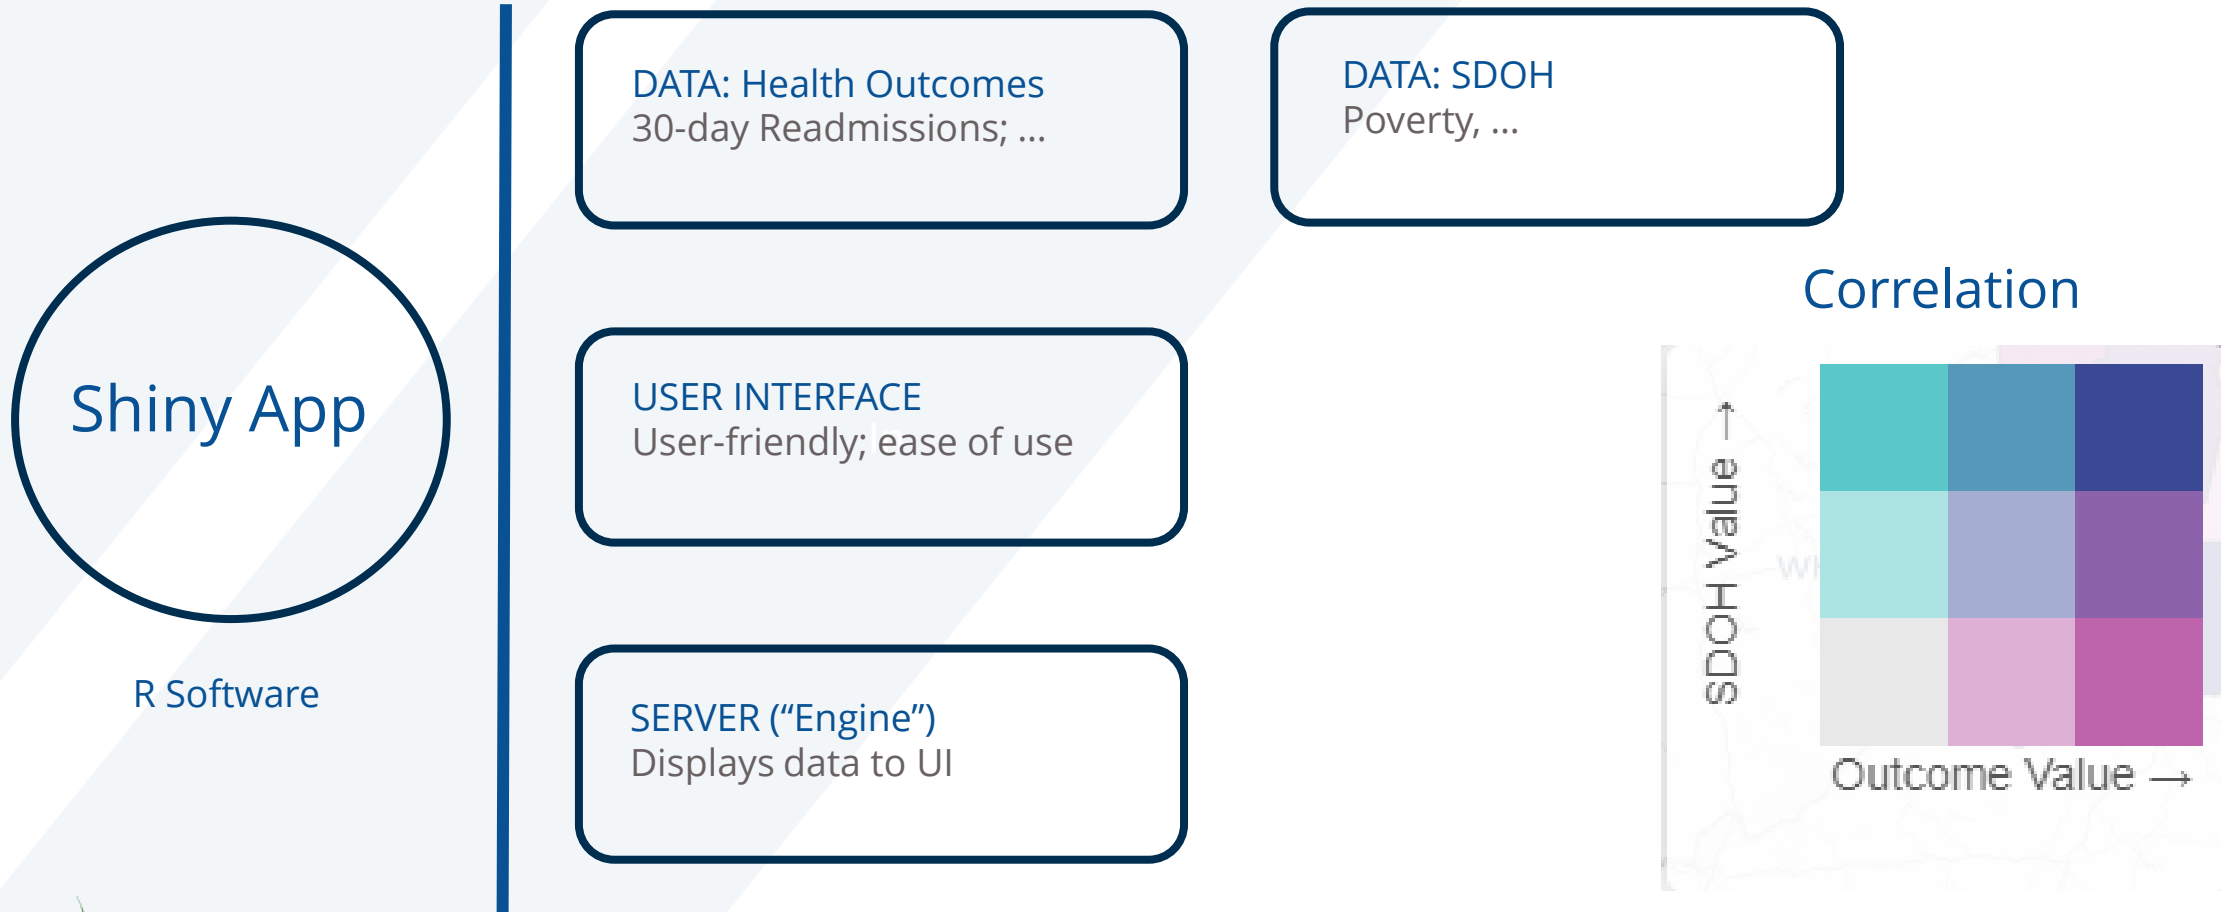 Shiny App
R Software
DATA: Health Outcomes
30-day Readmissions; ...
DATA: SDOH
Poverty, ...
USER INTERFACE
User-friendly; ease of use
SERVER (“Engine”)
Displays data to UI
Correlation
SDOH Value →
Outcome Value →